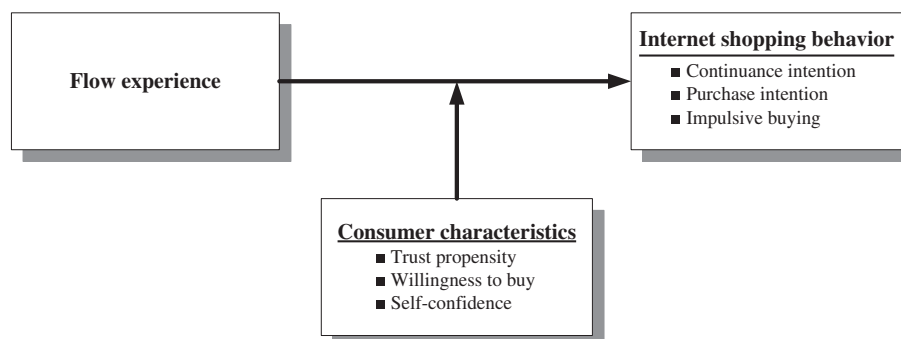 Flow experience
Internet shopping behavior
■ Continuance intention
■ Purchase intention
■ Impulsive buying
Consumer characteristics
■ Trust propensity
■ Willingness to buy
■ Self-confidence